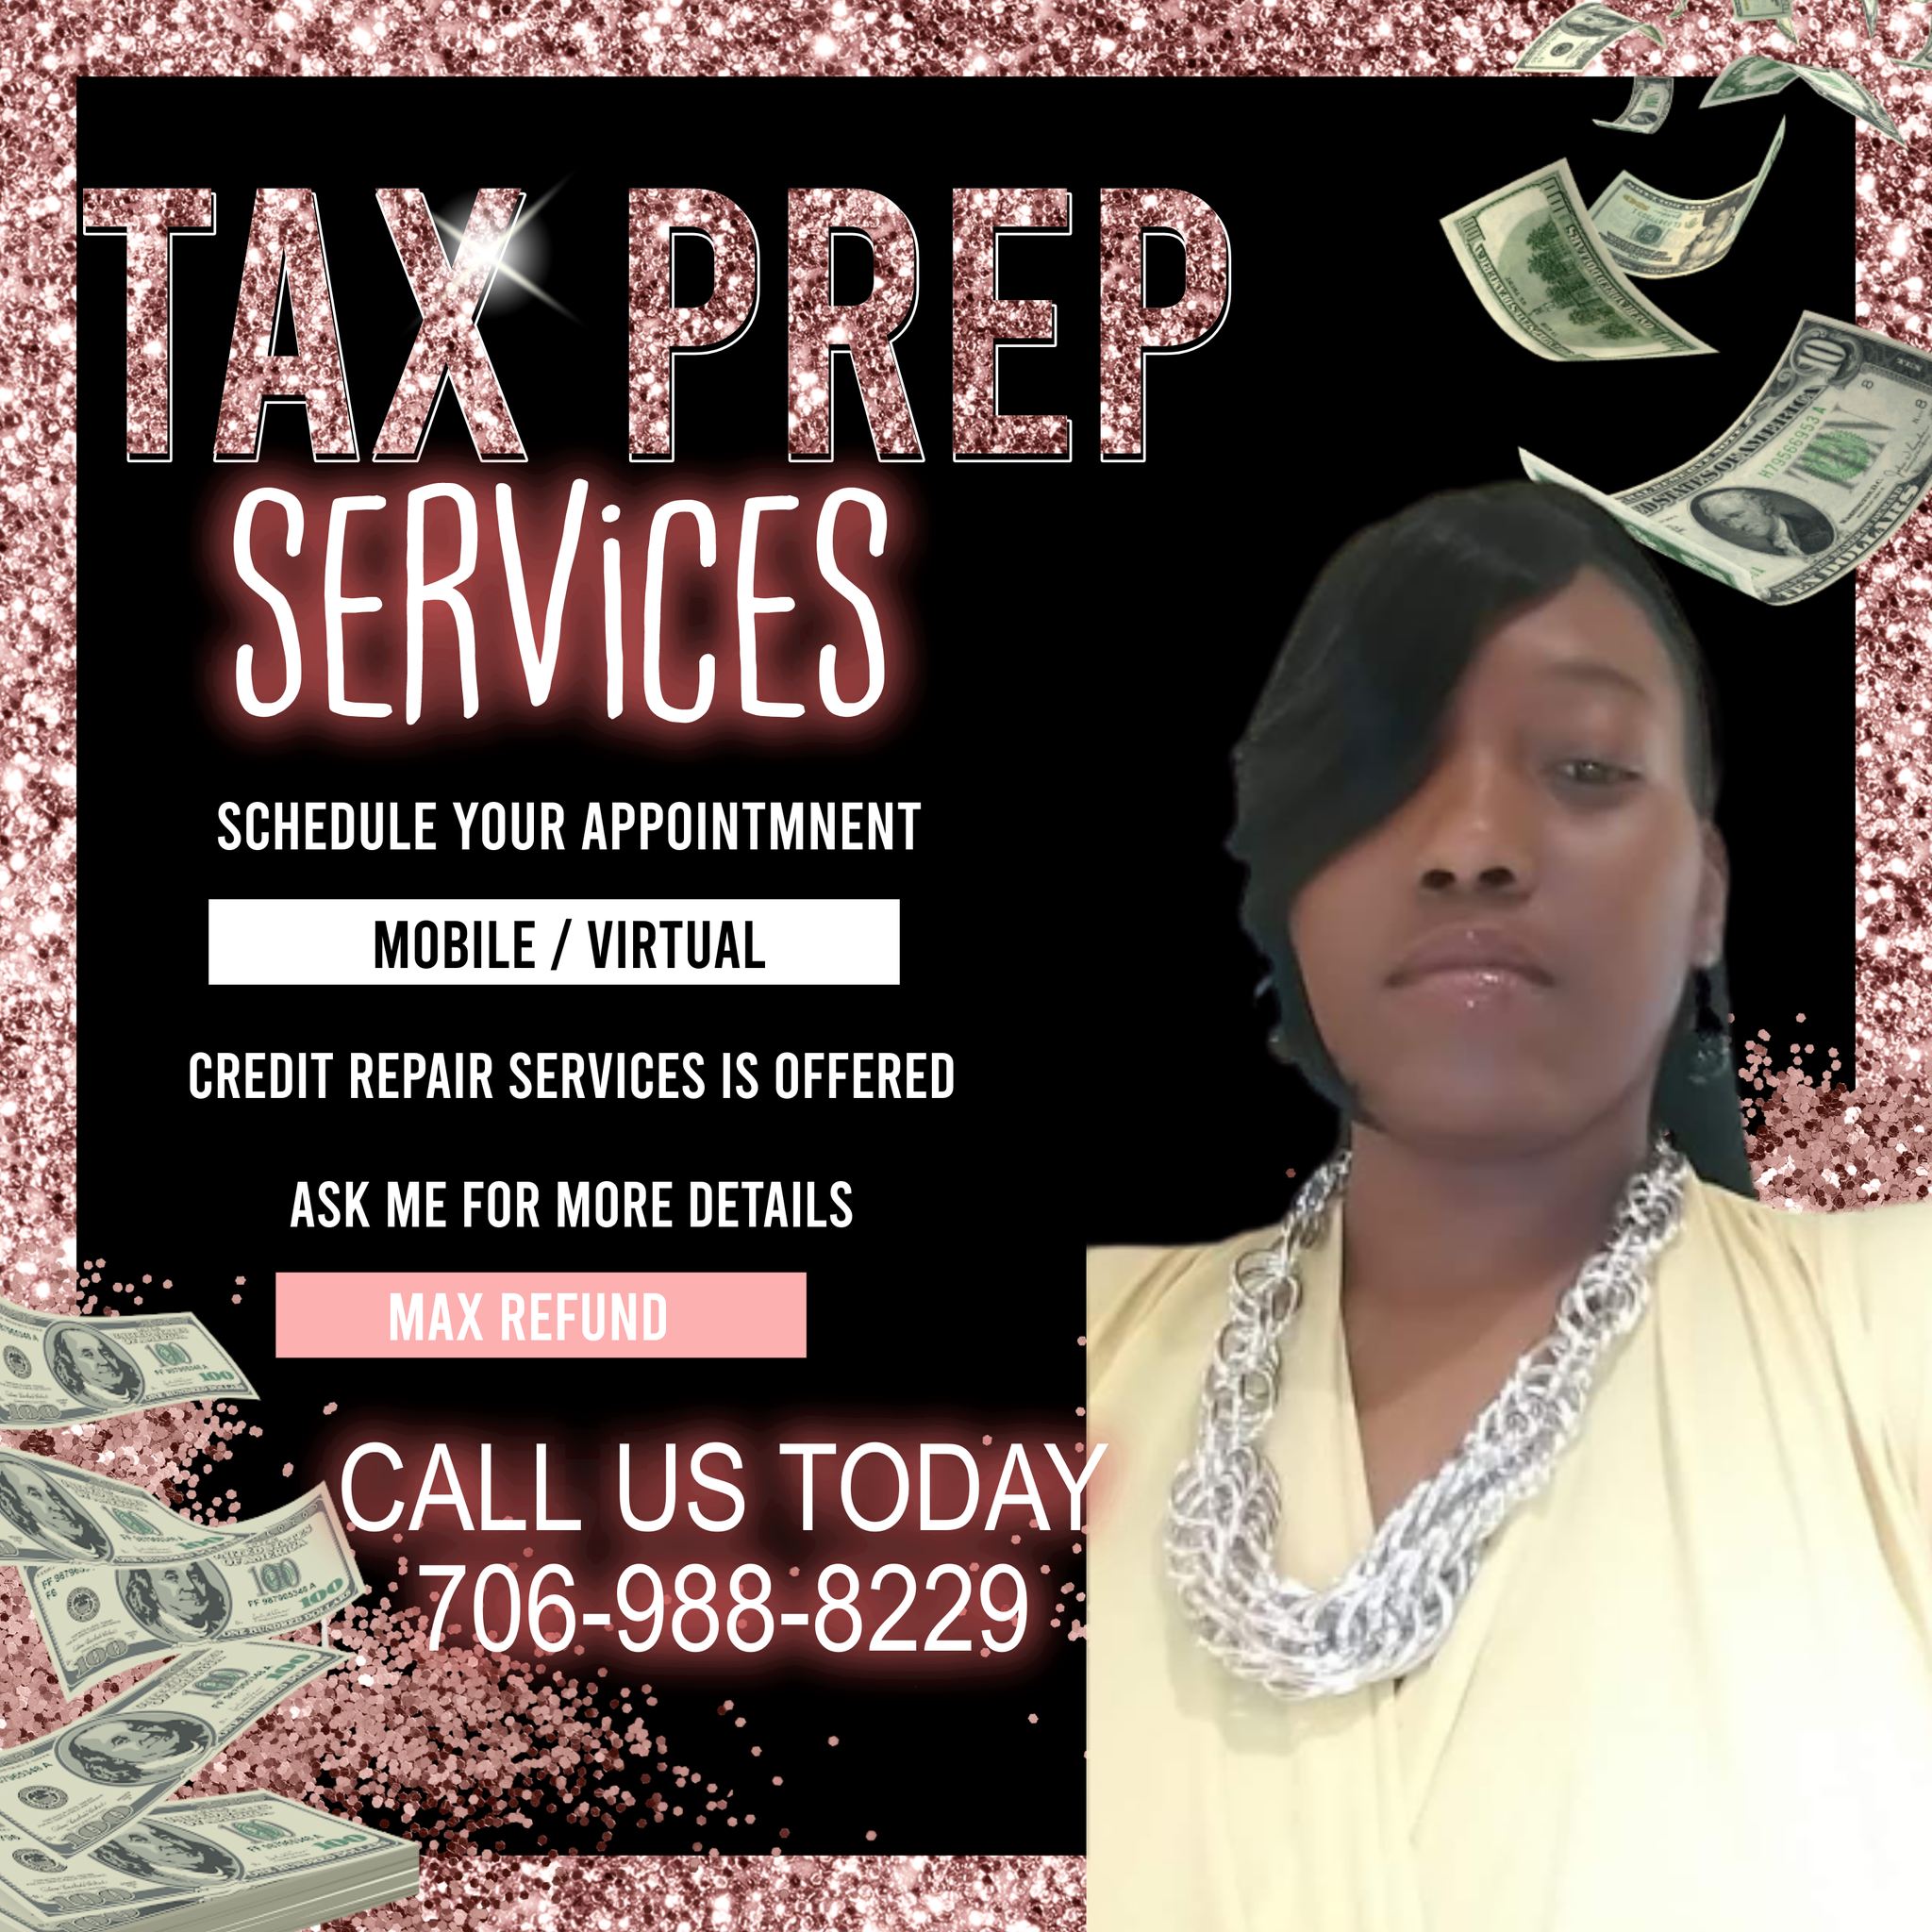 TAX PREP
SERViCES
SCHEDULE YOUR APPOINTMNENT
MOBILE / VIRTUAL
CREDIT REPAIR SERVICES IS OFFERED
ASK ME FOR MORE DETAILS
MAX REFUND
CALL US TODAY
706-988-8229